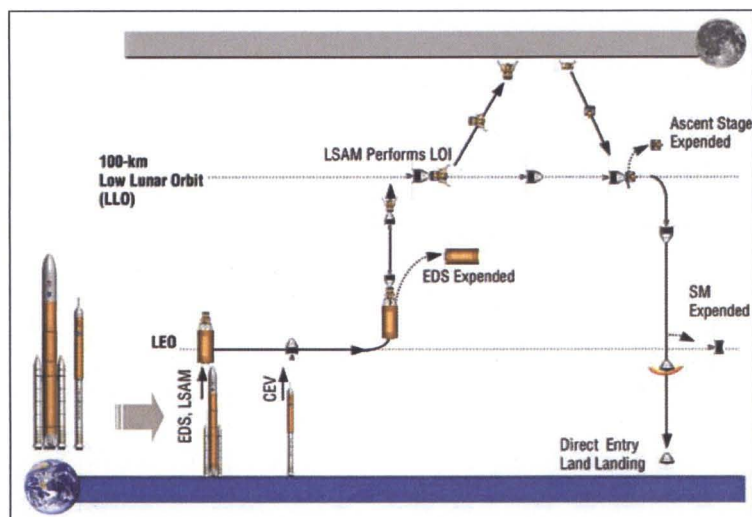 100-km
Low Lunar Orbit
(LLO)
LSAM Performs LOI
Ascent Stage
Expended
EDS Expended
SM
Expended
LEO
EDS, LSAM
CEV
Direct Entry
Land Landing